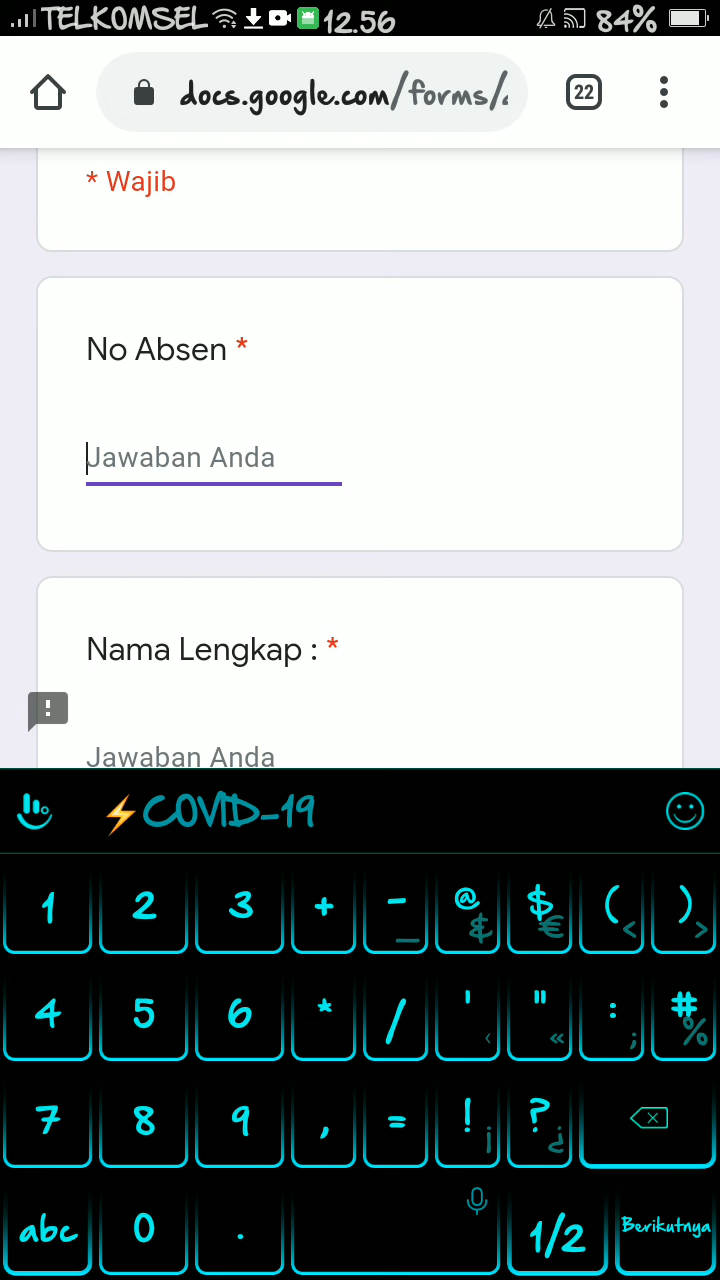 TELKOMSEL 12.56 84%
docs.google.com/forms/
22
* Wajib
No Absen *
Jawaban Anda
Nama Lengkap : *
Jawaban Anda
⚡COVID-19
1 2 3 + - _ @ & $ € ( < ) >
4 5 6 * / ' ‹ " « : ; # %
7 8 9 , = ! ¡ ? ¿
abc 0 . 1/2 Berikutnya